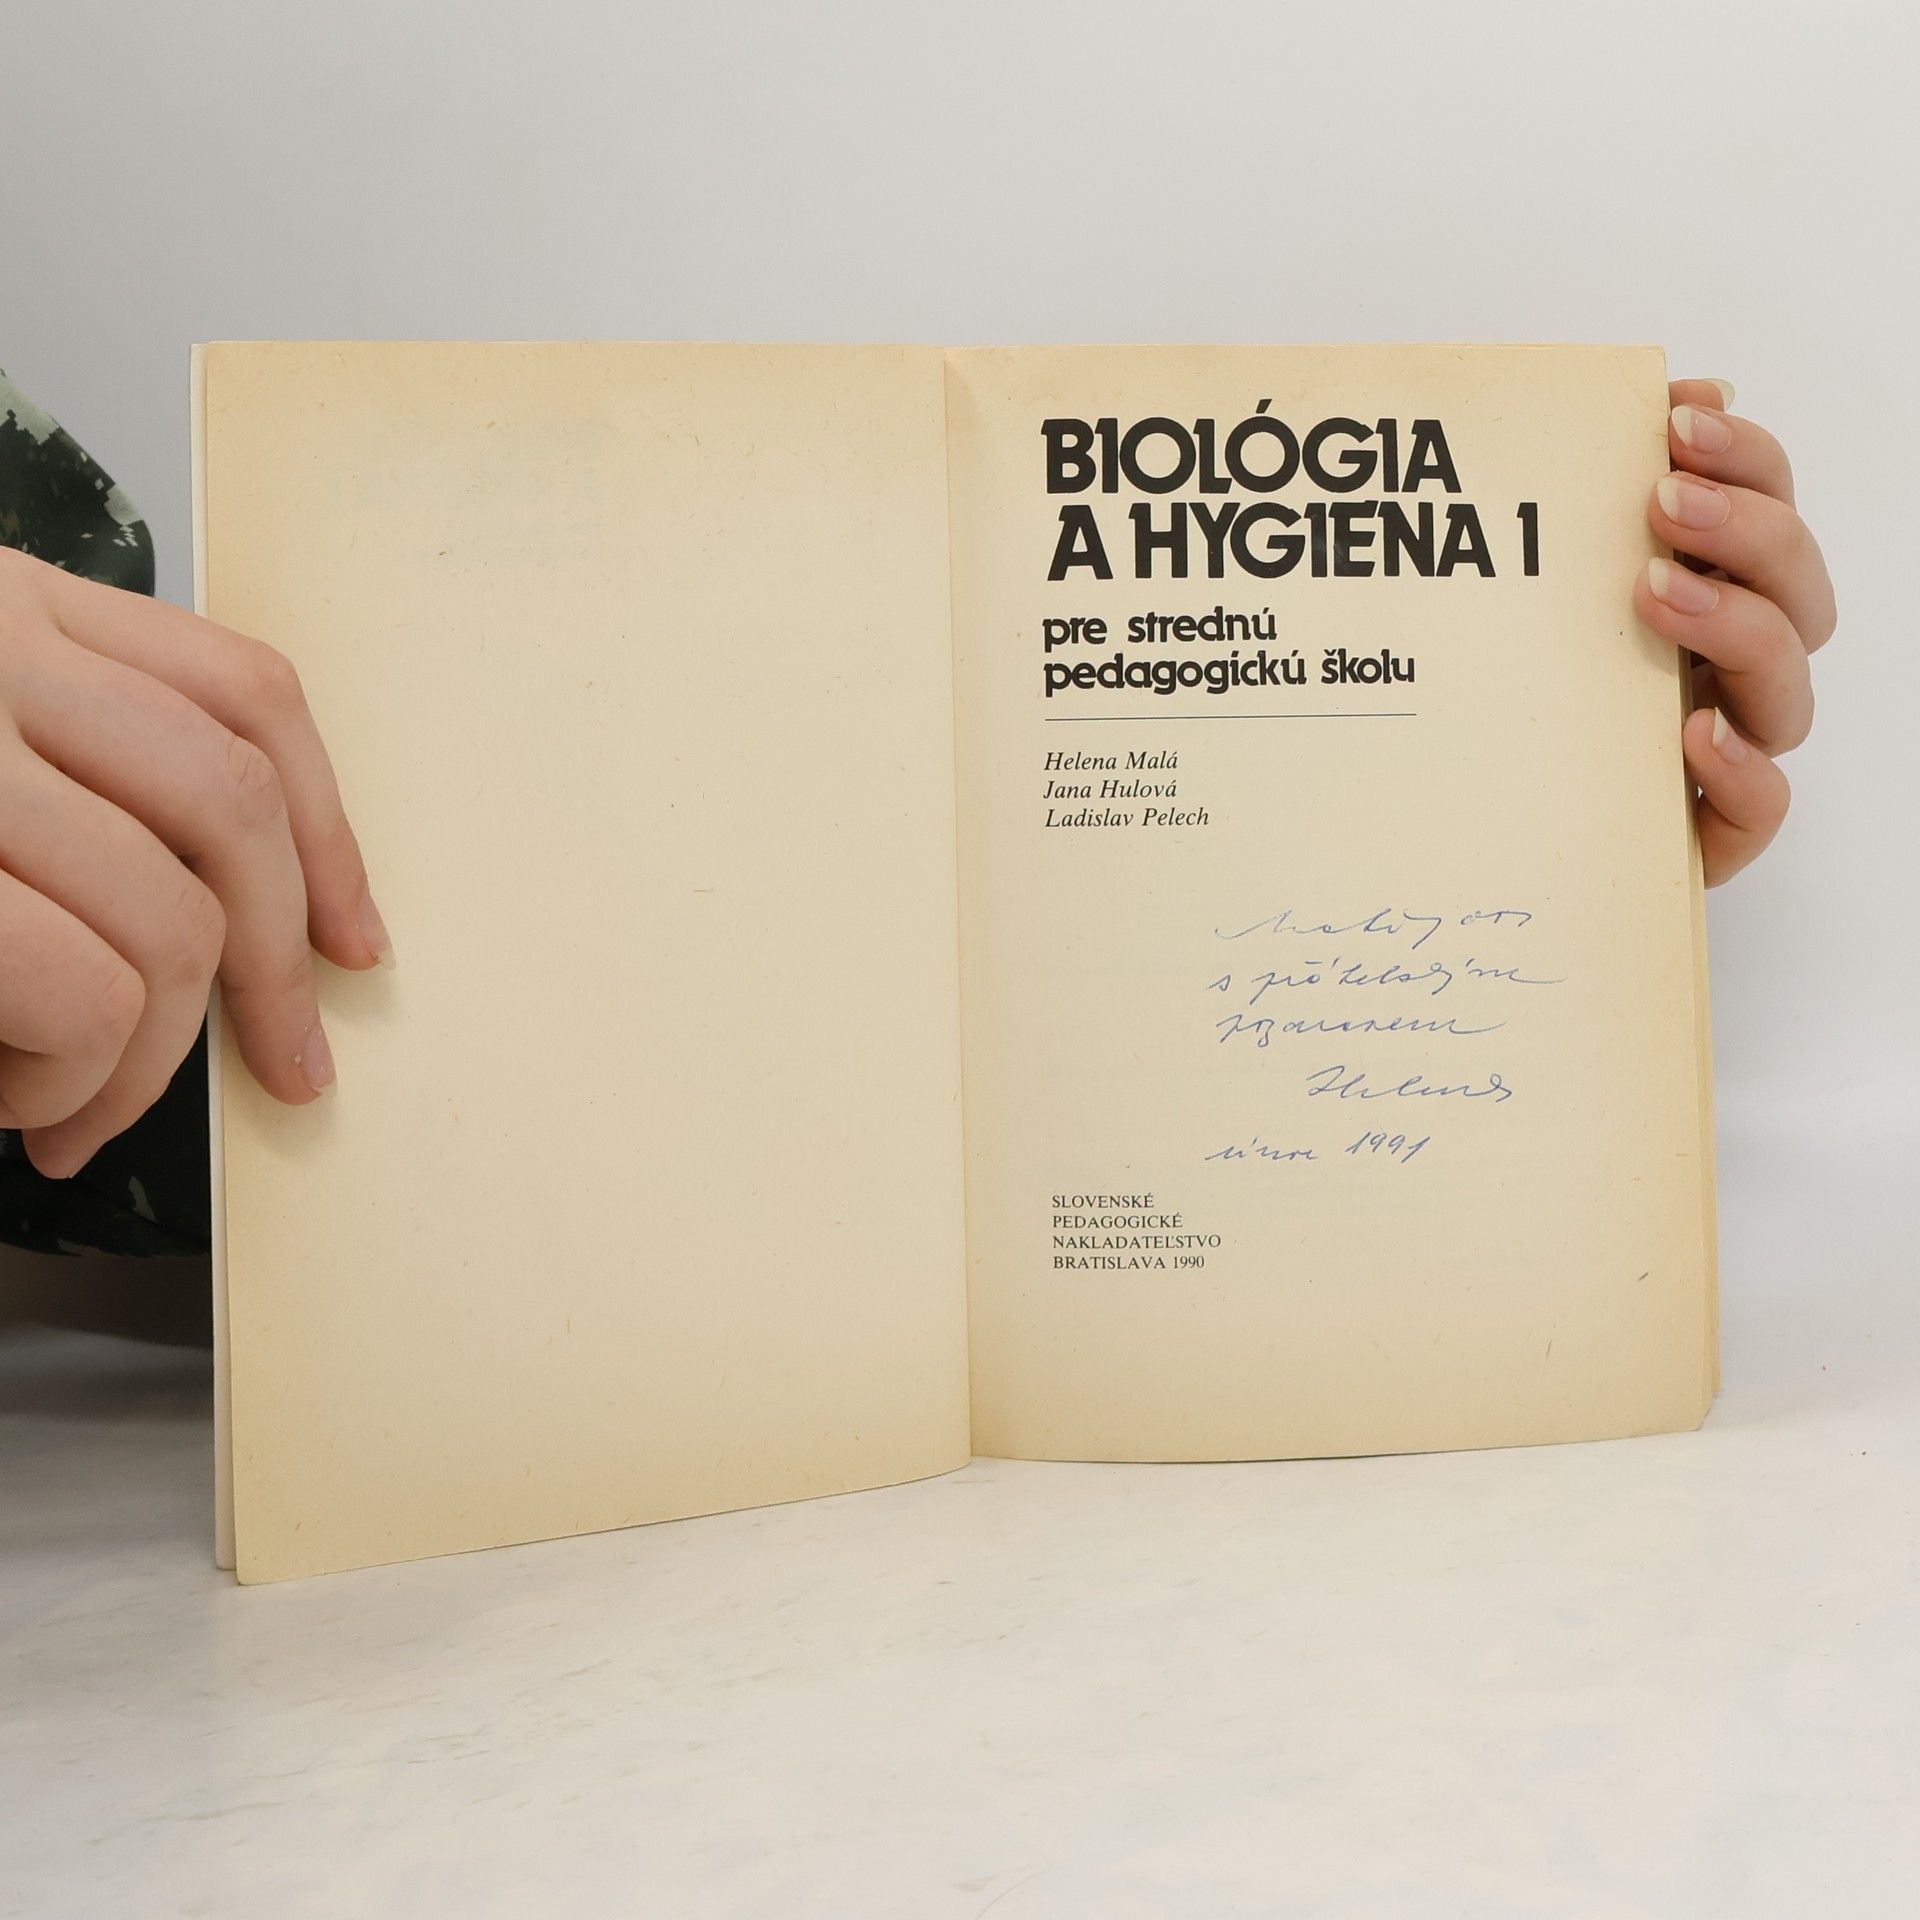 BIOLÓGIA
A HYGIENA 1
pre strednú
pedagogickú školu
Helena Malá
Jana Hulová
Ladislav Pelech
s přátelským
pozdravem
Helena
únor 1991
SLOVENSKÉ
PEDAGOGICKÉ
NAKLADATEĽSTVO
BRATISLAVA 1990